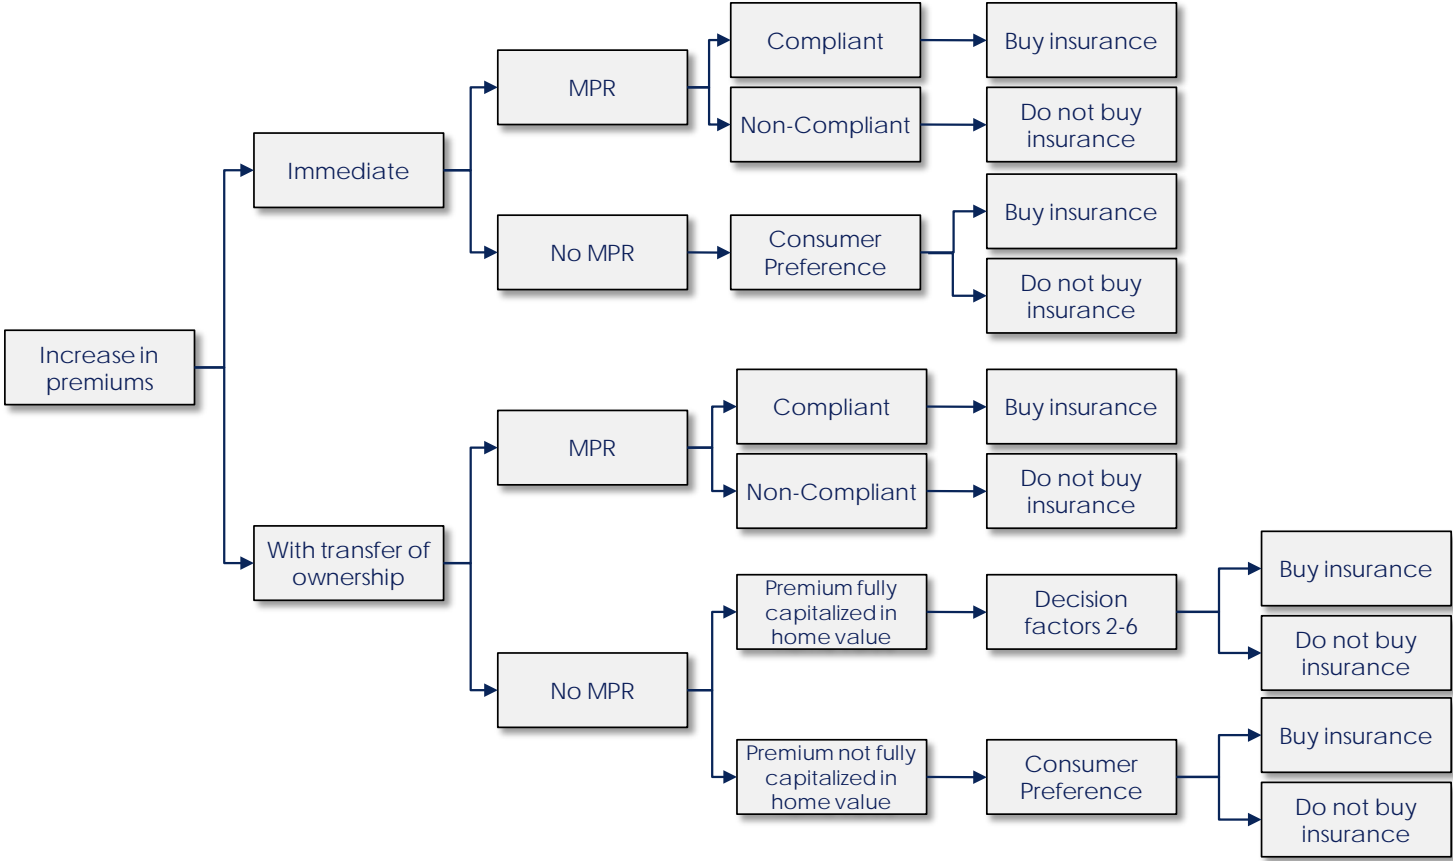 Increase in
premiums
Immediate
MPR
Compliant
Buy insurance
Non-Compliant
Do not buy
insurance
No MPR
Consumer
Preference
Buy insurance
Do not buy
insurance
With transfer of
ownership
MPR
Compliant
Buy insurance
Non-Compliant
Do not buy
insurance
No MPR
Premium fully
capitalized in
home value
Decision
factors 2-6
Buy insurance
Do not buy
insurance
Premium not fully
capitalized in
home value
Consumer
Preference
Buy insurance
Do not buy
insurance